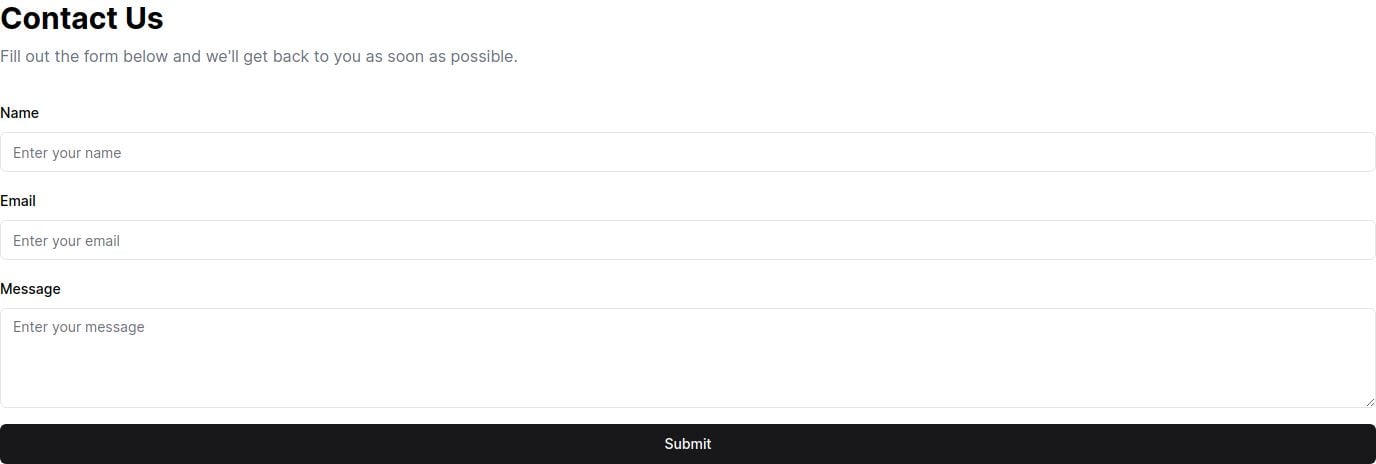 Contact Us
Fill out the form below and we'll get back to you as soon as possible.
Name
Enter your name
Email
Enter your email
Message
Enter your message
Submit